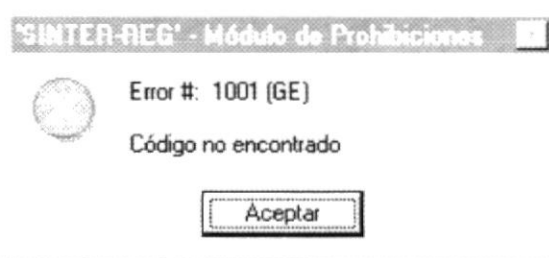 'SINTER-REG' - Módulo de Prohibiciones
Error #: 1001 (GE)
Código no encontrado
Aceptar